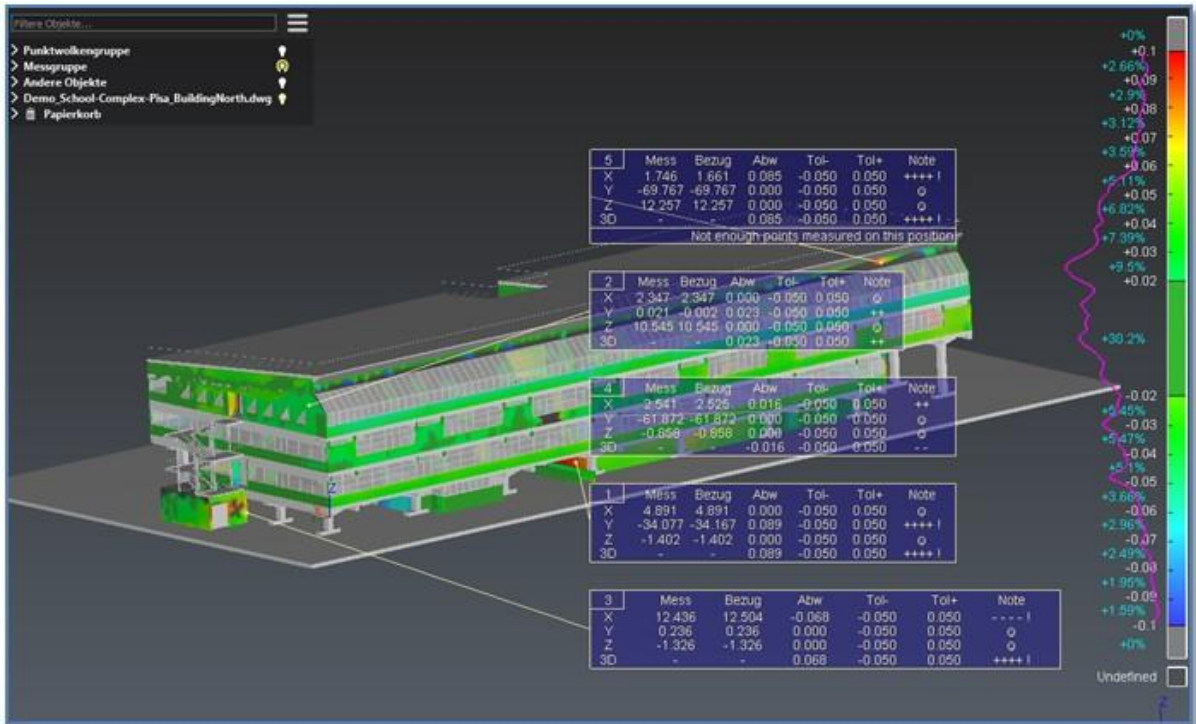 Filtere Objekte...
Punktwolkengruppe
Messgruppe
Andere Objekte
Demo_School-Complex-Pisa_BuildingNorth.dwg
Papierkorb
5 Mess Bezug Abw Tol- Tol+ Note
X 1.746 1.661 0.085 -0.050 0.050 ++++ !
Y -69.767 -69.767 0.000 -0.050 0.050
Z 12.257 12.257 0.000 -0.050 0.050
3D - - 0.085 -0.050 0.050 ++++ !
Not enough points measured on this position
2 Mess Bezug Abw Tol- Tol+ Note
X 2.347 2.347 0.000 -0.050 0.050
Y 0.021 -0.002 0.023 -0.050 0.050 ++
Z 10.545 10.545 0.000 -0.050 0.050
3D - - 0.023 -0.050 0.050 ++
4 Mess Bezug Abw Tol- Tol+ Note
X 2.541 2.525 0.016 -0.050 0.050 ++
Y -61.872 -61.872 0.000 -0.050 0.050
Z -0.858 -0.858 0.000 -0.050 0.050
3D - - -0.016 -0.050 0.050 - -
1 Mess Bezug Abw Tol- Tol+ Note
X 4.891 4.891 0.000 -0.050 0.050
Y -34.077 -34.167 0.089 -0.050 0.050 ++++ !
Z -1.402 -1.402 0.000 -0.050 0.050
3D - - 0.089 -0.050 0.050 ++++ !
3 Mess Bezug Abw Tol- Tol+ Note
X 12.436 12.504 -0.068 -0.050 0.050 - - - - !
Y 0.236 0.236 0.000 -0.050 0.050
Z -1.326 -1.326 0.000 -0.050 0.050
3D - - 0.068 -0.050 0.050 ++++ !
+0%
+0.1
+2.66%
+0.09
+2.9%
+0.08
+3.12%
+0.07
+3.59%
+0.06
+5.11%
+0.05
+6.82%
+0.04
+7.39%
+0.03
+9.5%
+0.02
+30.2%
-0.02
-0.03
+5.47%
-0.04
+5.1%
-0.05
+3.66%
-0.06
+2.96%
-0.07
+2.49%
-0.08
+1.95%
-0.09
+1.59%
-0.1
+0%
Undefined
Z
Z